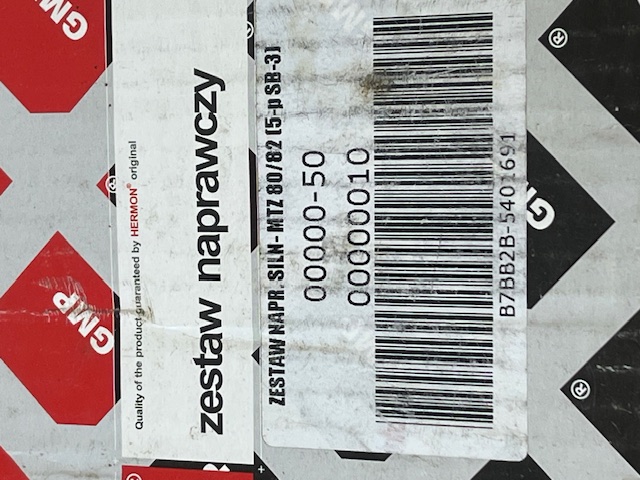 GMP
GMP
®
Quality of the product guaranteed by HERMON® original
zestaw naprawczy
ZESTAW NAPR. SILN- MTZ 80/82 (5-p SB-3)
00000-50
00000010
B7BB2B-5401691
GM
®
®